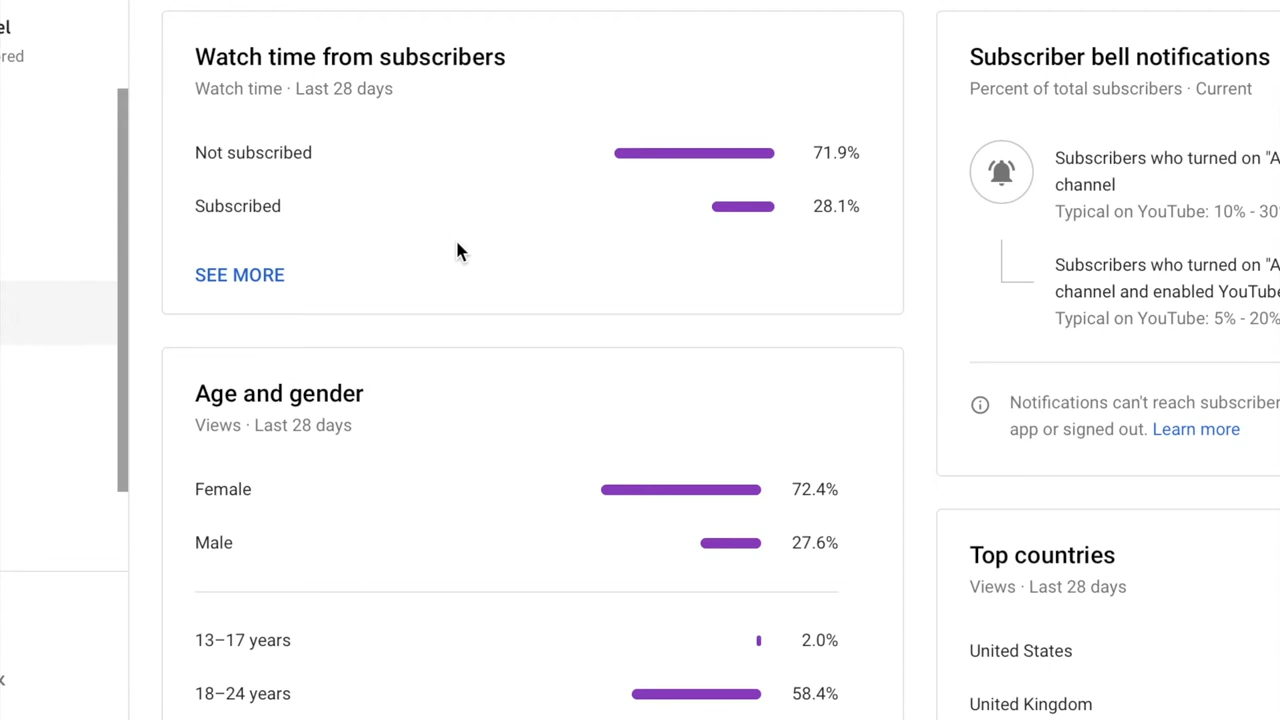 el
red
Watch time from subscribers
Watch time · Last 28 days
Not subscribed 71.9%
Subscribed 28.1%
SEE MORE
Age and gender
Views · Last 28 days
Female 72.4%
Male 27.6%
13–17 years 2.0%
18–24 years 58.4%
Subscriber bell notifications
Percent of total subscribers · Current
Subscribers who turned on "A
channel
Typical on YouTube: 10% - 30
Subscribers who turned on "A
channel and enabled YouTube
Typical on YouTube: 5% - 20%
Notifications can't reach subscriber
app or signed out. Learn more
Top countries
Views · Last 28 days
United States
United Kingdom